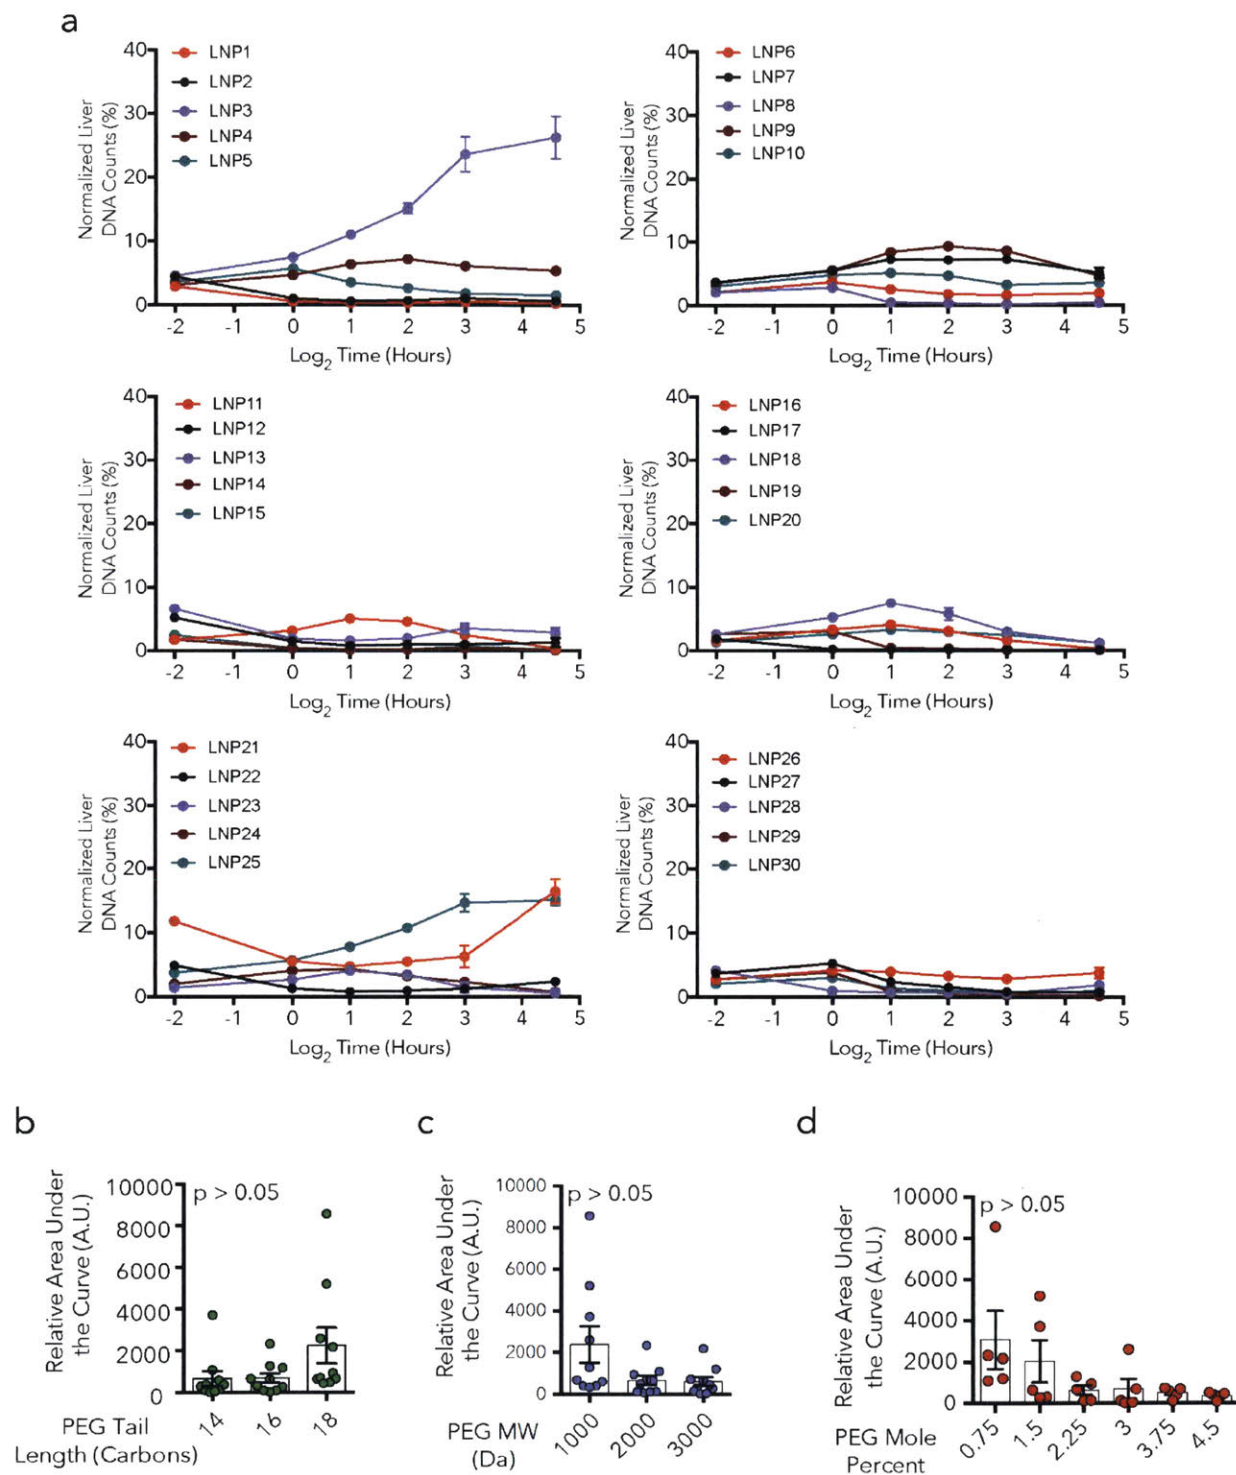 a
40
30
20
10
0
Normalized Liver
DNA Counts (%)
LNP1
LNP2
LNP3
LNP4
LNP5
-2 -1 0 1 2 3 4 5
Log2 Time (Hours)
40
30
20
10
0
Normalized Liver
DNA Counts (%)
LNP6
LNP7
LNP8
LNP9
LNP10
-2 -1 0 1 2 3 4 5
Log2 Time (Hours)
40
30
20
10
0
Normalized Liver
DNA Counts (%)
LNP11
LNP12
LNP13
LNP14
LNP15
-2 -1 0 1 2 3 4 5
Log2 Time (Hours)
40
30
20
10
0
Normalized Liver
DNA Counts (%)
LNP16
LNP17
LNP18
LNP19
LNP20
-2 -1 0 1 2 3 4 5
Log2 Time (Hours)
40
30
20
10
0
Normalized Liver
DNA Counts (%)
LNP21
LNP22
LNP23
LNP24
LNP25
-2 -1 0 1 2 3 4 5
Log2 Time (Hours)
40
30
20
10
0
Normalized Liver
DNA Counts (%)
LNP26
LNP27
LNP28
LNP29
LNP30
-2 -1 0 1 2 3 4 5
Log2 Time (Hours)
b
Relative Area Under
the Curve (A.U.)
10000
8000
6000
4000
2000
0
p > 0.05
14 16 18
PEG Tail
Length (Carbons)
c
Relative Area Under
the Curve (A.U.)
10000
8000
6000
4000
2000
0
p > 0.05
1000 2000 3000
PEG MW
(Da)
d
Relative Area Under
the Curve (A.U.)
10000
8000
6000
4000
2000
0
p > 0.05
0.75 1.5 2.25 3 3.75 4.5
PEG Mole
Percent